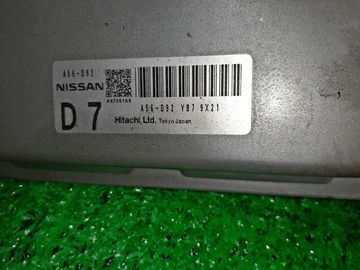 A56-D92
NISSAN
D 7
A56-D92 Y87 9X21
Hitachi, Ltd. Tokyo Japan